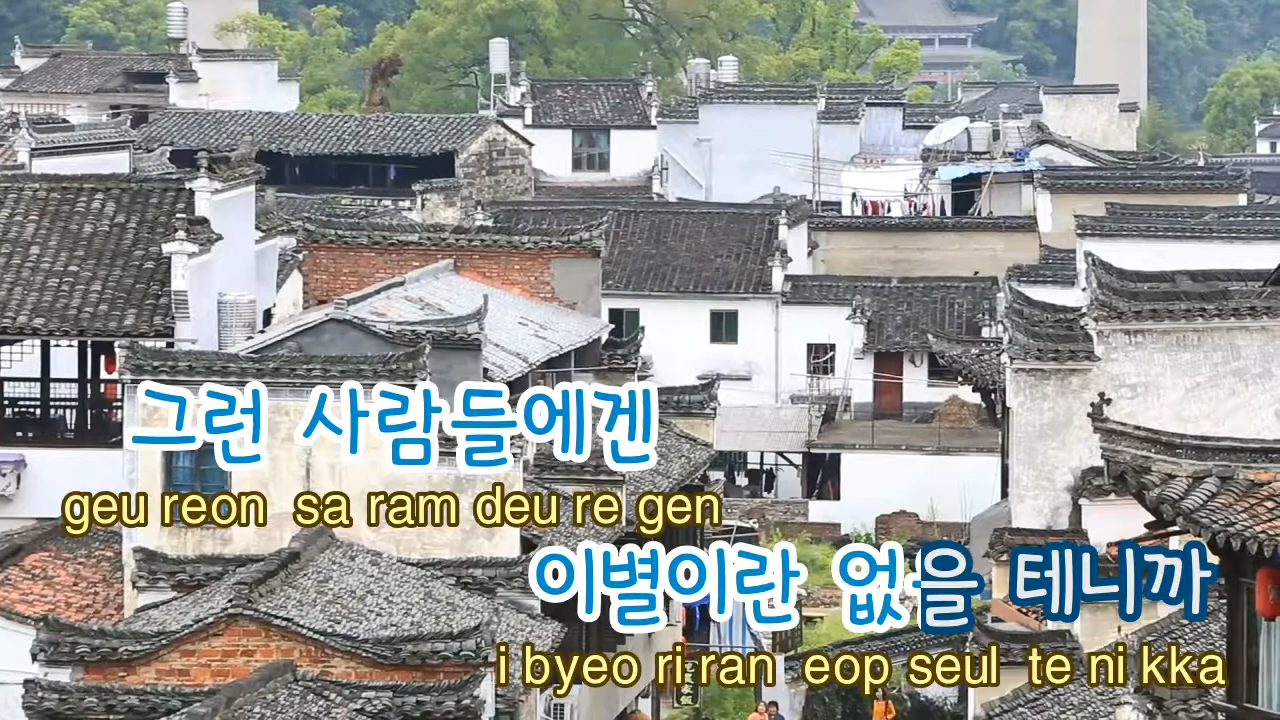 그런 사람들에겐
geu reon sa ram deu re gen
이별이란 없을 테니까
i byeo ri ran eop seul te ni kka